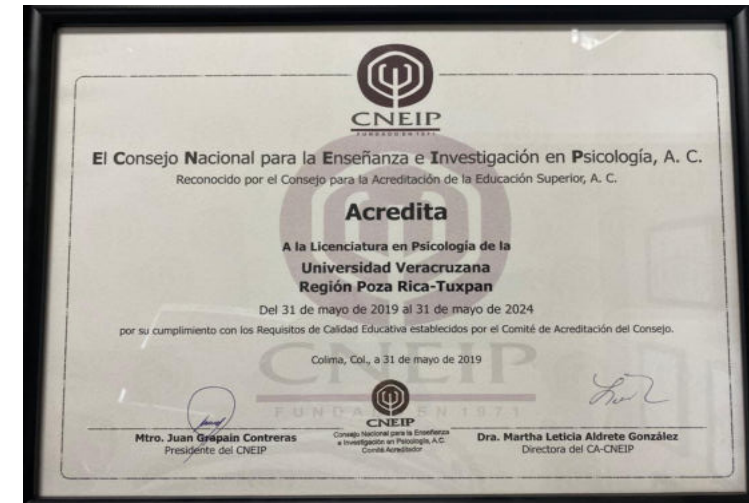 CNEIP
FUNDADO EN 1971
El Consejo Nacional para la Enseñanza e Investigación en Psicología, A. C.
Reconocido por el Consejo para la Acreditación de la Educación Superior, A. C.
Acredita
A la Licenciatura en Psicología de la
Universidad Veracruzana
Región Poza Rica-Tuxpan
Del 31 de mayo de 2019 al 31 de mayo de 2024
por su cumplimiento con los Requisitos de Calidad Educativa establecidos por el Comité de Acreditación del Consejo.
Colima, Col., a 31 de mayo de 2019
CNEIP
FUNDADO EN 1971
CNEIP
Consejo Nacional para la Enseñanza
e Investigación en Psicología, A.C.
Comité Acreditador
Mtro. Juan Grapain Contreras
Presidente del CNEIP
Dra. Martha Leticia Aldrete González
Directora del CA-CNEIP